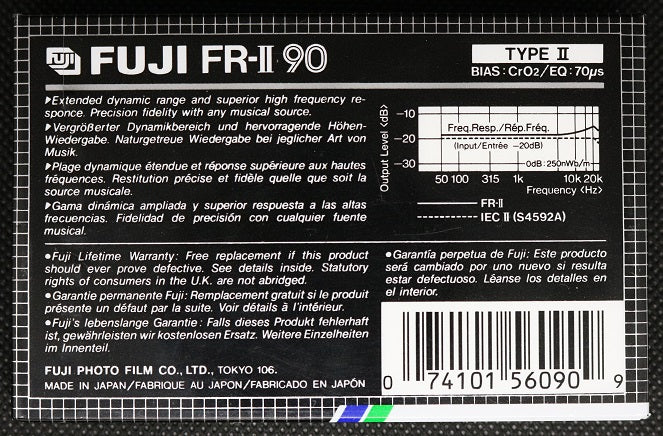 FUJI FUJI FR-II 90
TYPE II
BIAS: CrO2/EQ: 70µs
▶Extended dynamic range and superior high frequency re-
sponce. Precision fidelity with any musical source.
▶Vergrößerter Dynamikbereich und hervorragende Höhen-
Wiedergabe. Naturgetreue Wiedergabe bei jeglicher Art von
Musik.
▶Plage dynamique étendue et réponse supérieure aux hautes
fréquences. Restitution précise et fidèle quelle que soit la
source musicale.
▶Gama dinámica ampliada y superior respuesta a las altas
frecuencias. Fidelidad de precisión con cualquier fuente
musical.
Output Level <dB>
-10
-20
-30
Freq.Resp./Rép.Fréq.
(Input/Entrée -20dB)
0dB: 250nWb/m
50 100 315 1k 10k 20k
Frequency <Hz>
FR-II
IEC II (S4592A)
●Fuji Lifetime Warranty: Free replacement if this product
should ever prove defective. See details inside. Statutory
rights of consumers in the U.K. are not abridged.
●Garantie permanente Fuji: Remplacement gratuit si le produit
présente un défaut par la suite. Voir détails à l'intérieur.
●Fuji's lebenslange Garantie: Falls dieses Produkt fehlerhaft
ist, gewährleisten wir kostenlosen Ersatz. Weitere Einzelheiten
im Innenteil.
●Garantía perpetua de Fuji: Este producto
será cambiado por uno nuevo si resulta
estar defectuoso. Léanse los detalles en
el interior.
FUJI PHOTO FILM CO., LTD., TOKYO 106.
MADE IN JAPAN/FABRIQUE AU JAPON/FABRICADO EN JAPÓN
0 74101 56090 9